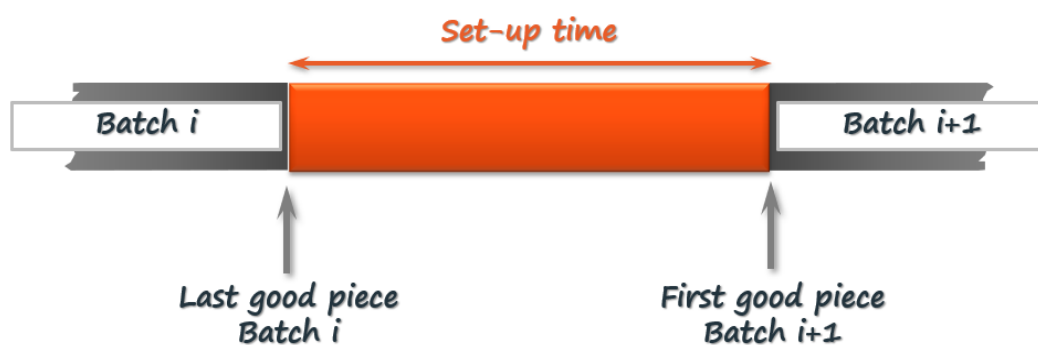 Set-up time
Batch i
Batch i+1
Last good piece
Batch i
First good piece
Batch i+1